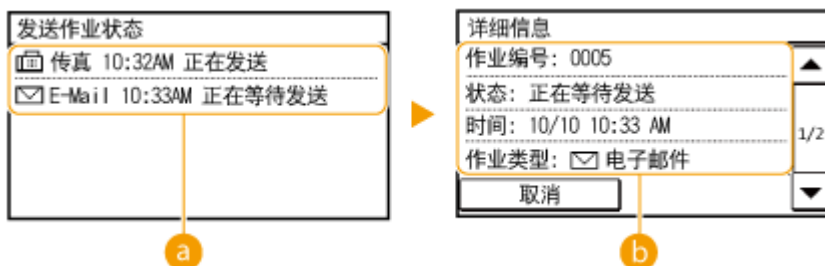 发送作业状态
传真 10:32AM 正在发送
E-Mail 10:33AM 正在等待发送
a
详细信息
作业编号: 0005
状态: 正在等待发送
时间: 10/10 10:33 AM
作业类型: 电子邮件
1/2
取消
b